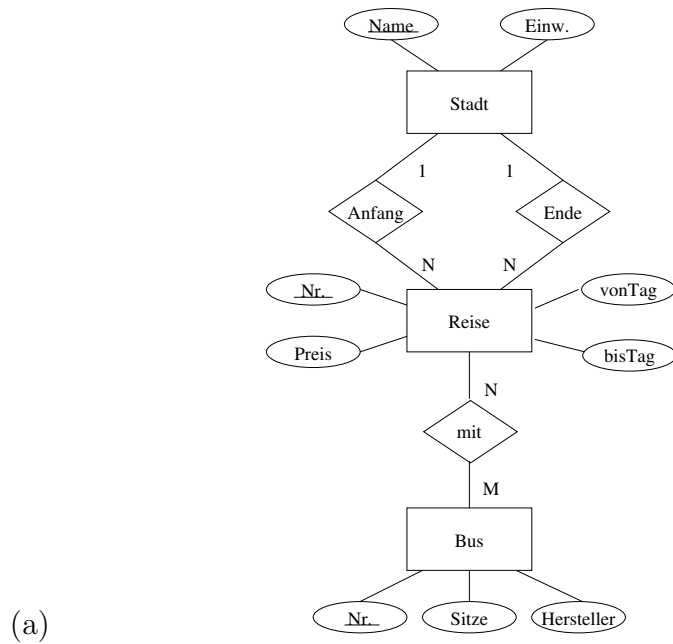 Name Einw.
Stadt
1 1
Anfang Ende
N N
Nr. vonTag
Reise
Preis bisTag
N
mit
M
Bus
(a) Nr. Sitze Hersteller